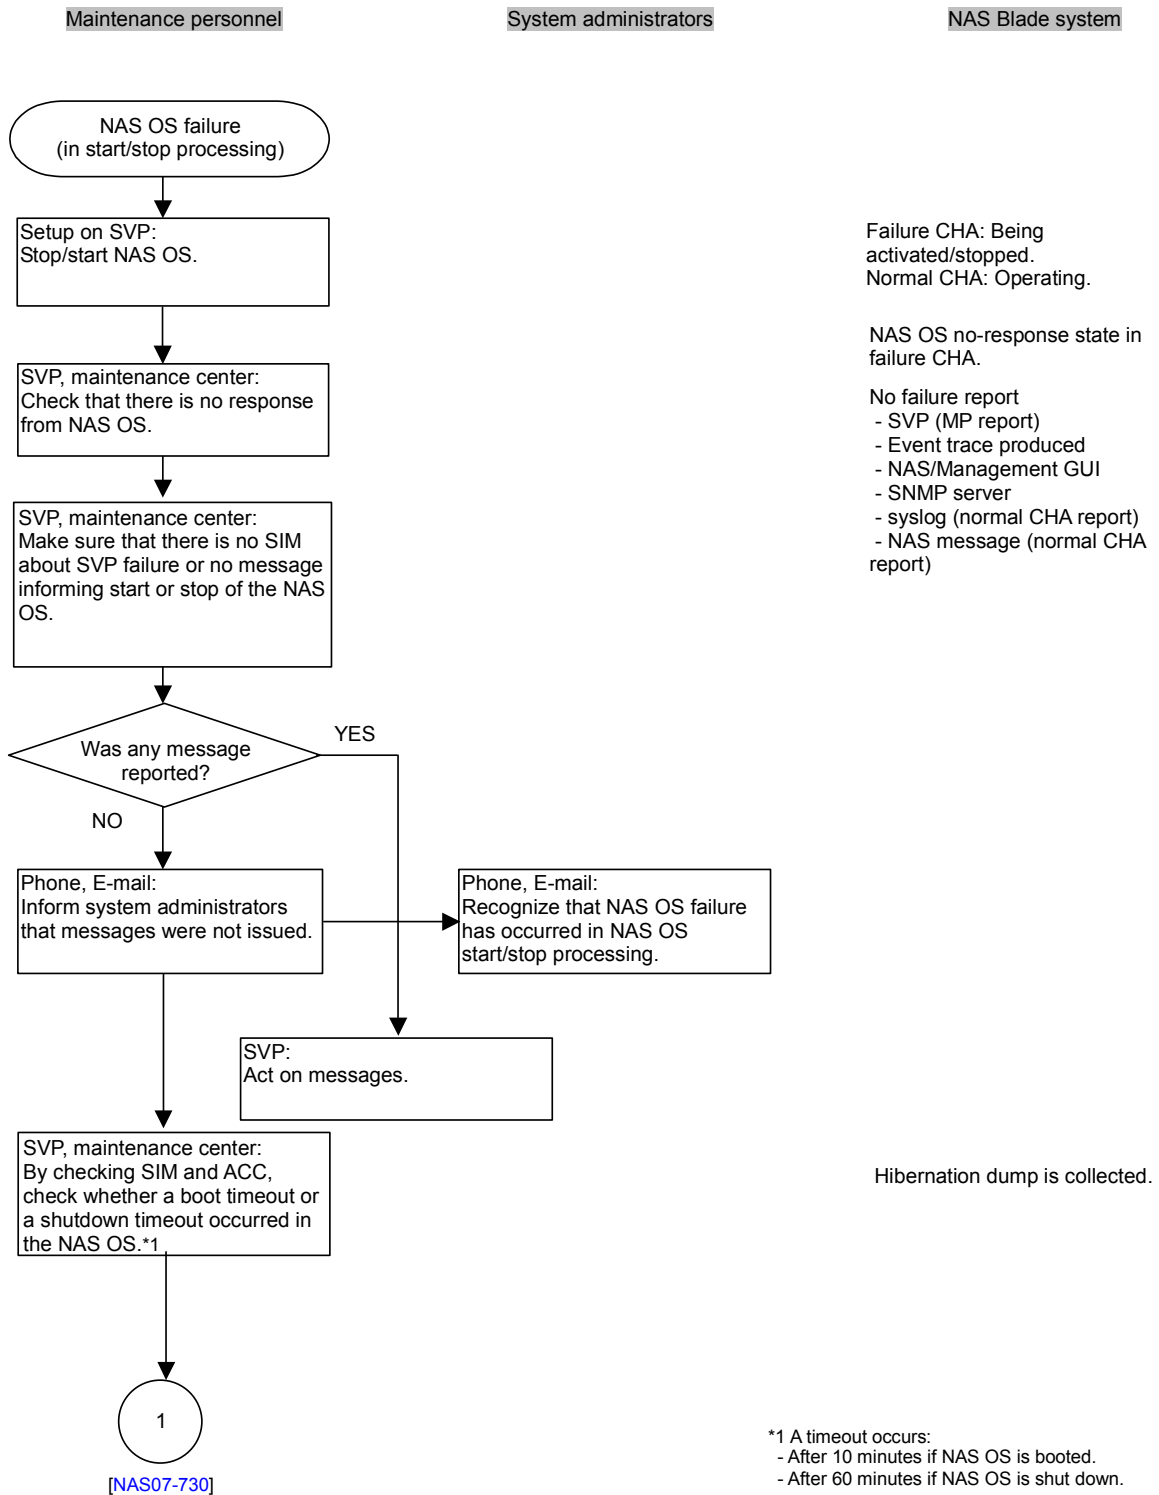 Maintenance personnel
System administrators
NAS Blade system
NAS OS failure
(in start/stop processing)
Setup on SVP:
Stop/start NAS OS.
Failure CHA: Being
activated/stopped.
Normal CHA: Operating.
NAS OS no-response state in
failure CHA.
SVP, maintenance center:
Check that there is no response
from NAS OS.
No failure report
- SVP (MP report)
- Event trace produced
- NAS/Management GUI
- SNMP server
- syslog (normal CHA report)
- NAS message (normal CHA
report)
SVP, maintenance center:
Make sure that there is no SIM
about SVP failure or no message
informing start or stop of the NAS
OS.
Was any message
reported?
YES
NO
Phone, E-mail:
Inform system administrators
that messages were not issued.
Phone, E-mail:
Recognize that NAS OS failure
has occurred in NAS OS
start/stop processing.
SVP:
Act on messages.
SVP, maintenance center:
By checking SIM and ACC,
check whether a boot timeout or
a shutdown timeout occurred in
the NAS OS.*1
Hibernation dump is collected.
1
[NAS07-730]
*1 A timeout occurs:
- After 10 minutes if NAS OS is booted.
- After 60 minutes if NAS OS is shut down.